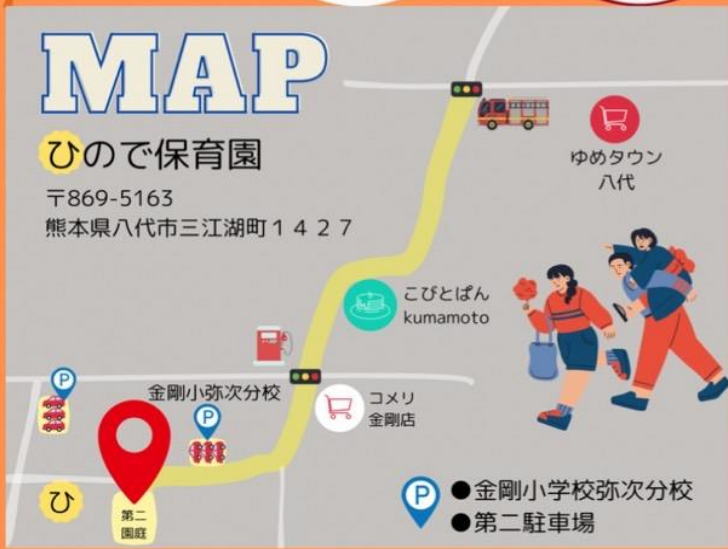 MAP
ひので保育園
〒869-5163
熊本県八代市三江湖町1427
ゆめタウン
八代
こびとぱん
kumamoto
P
金剛小弥次分校
P
コメリ
金剛店
ひ
第二
園庭
P
●金剛小学校弥次分校
●第二駐車場